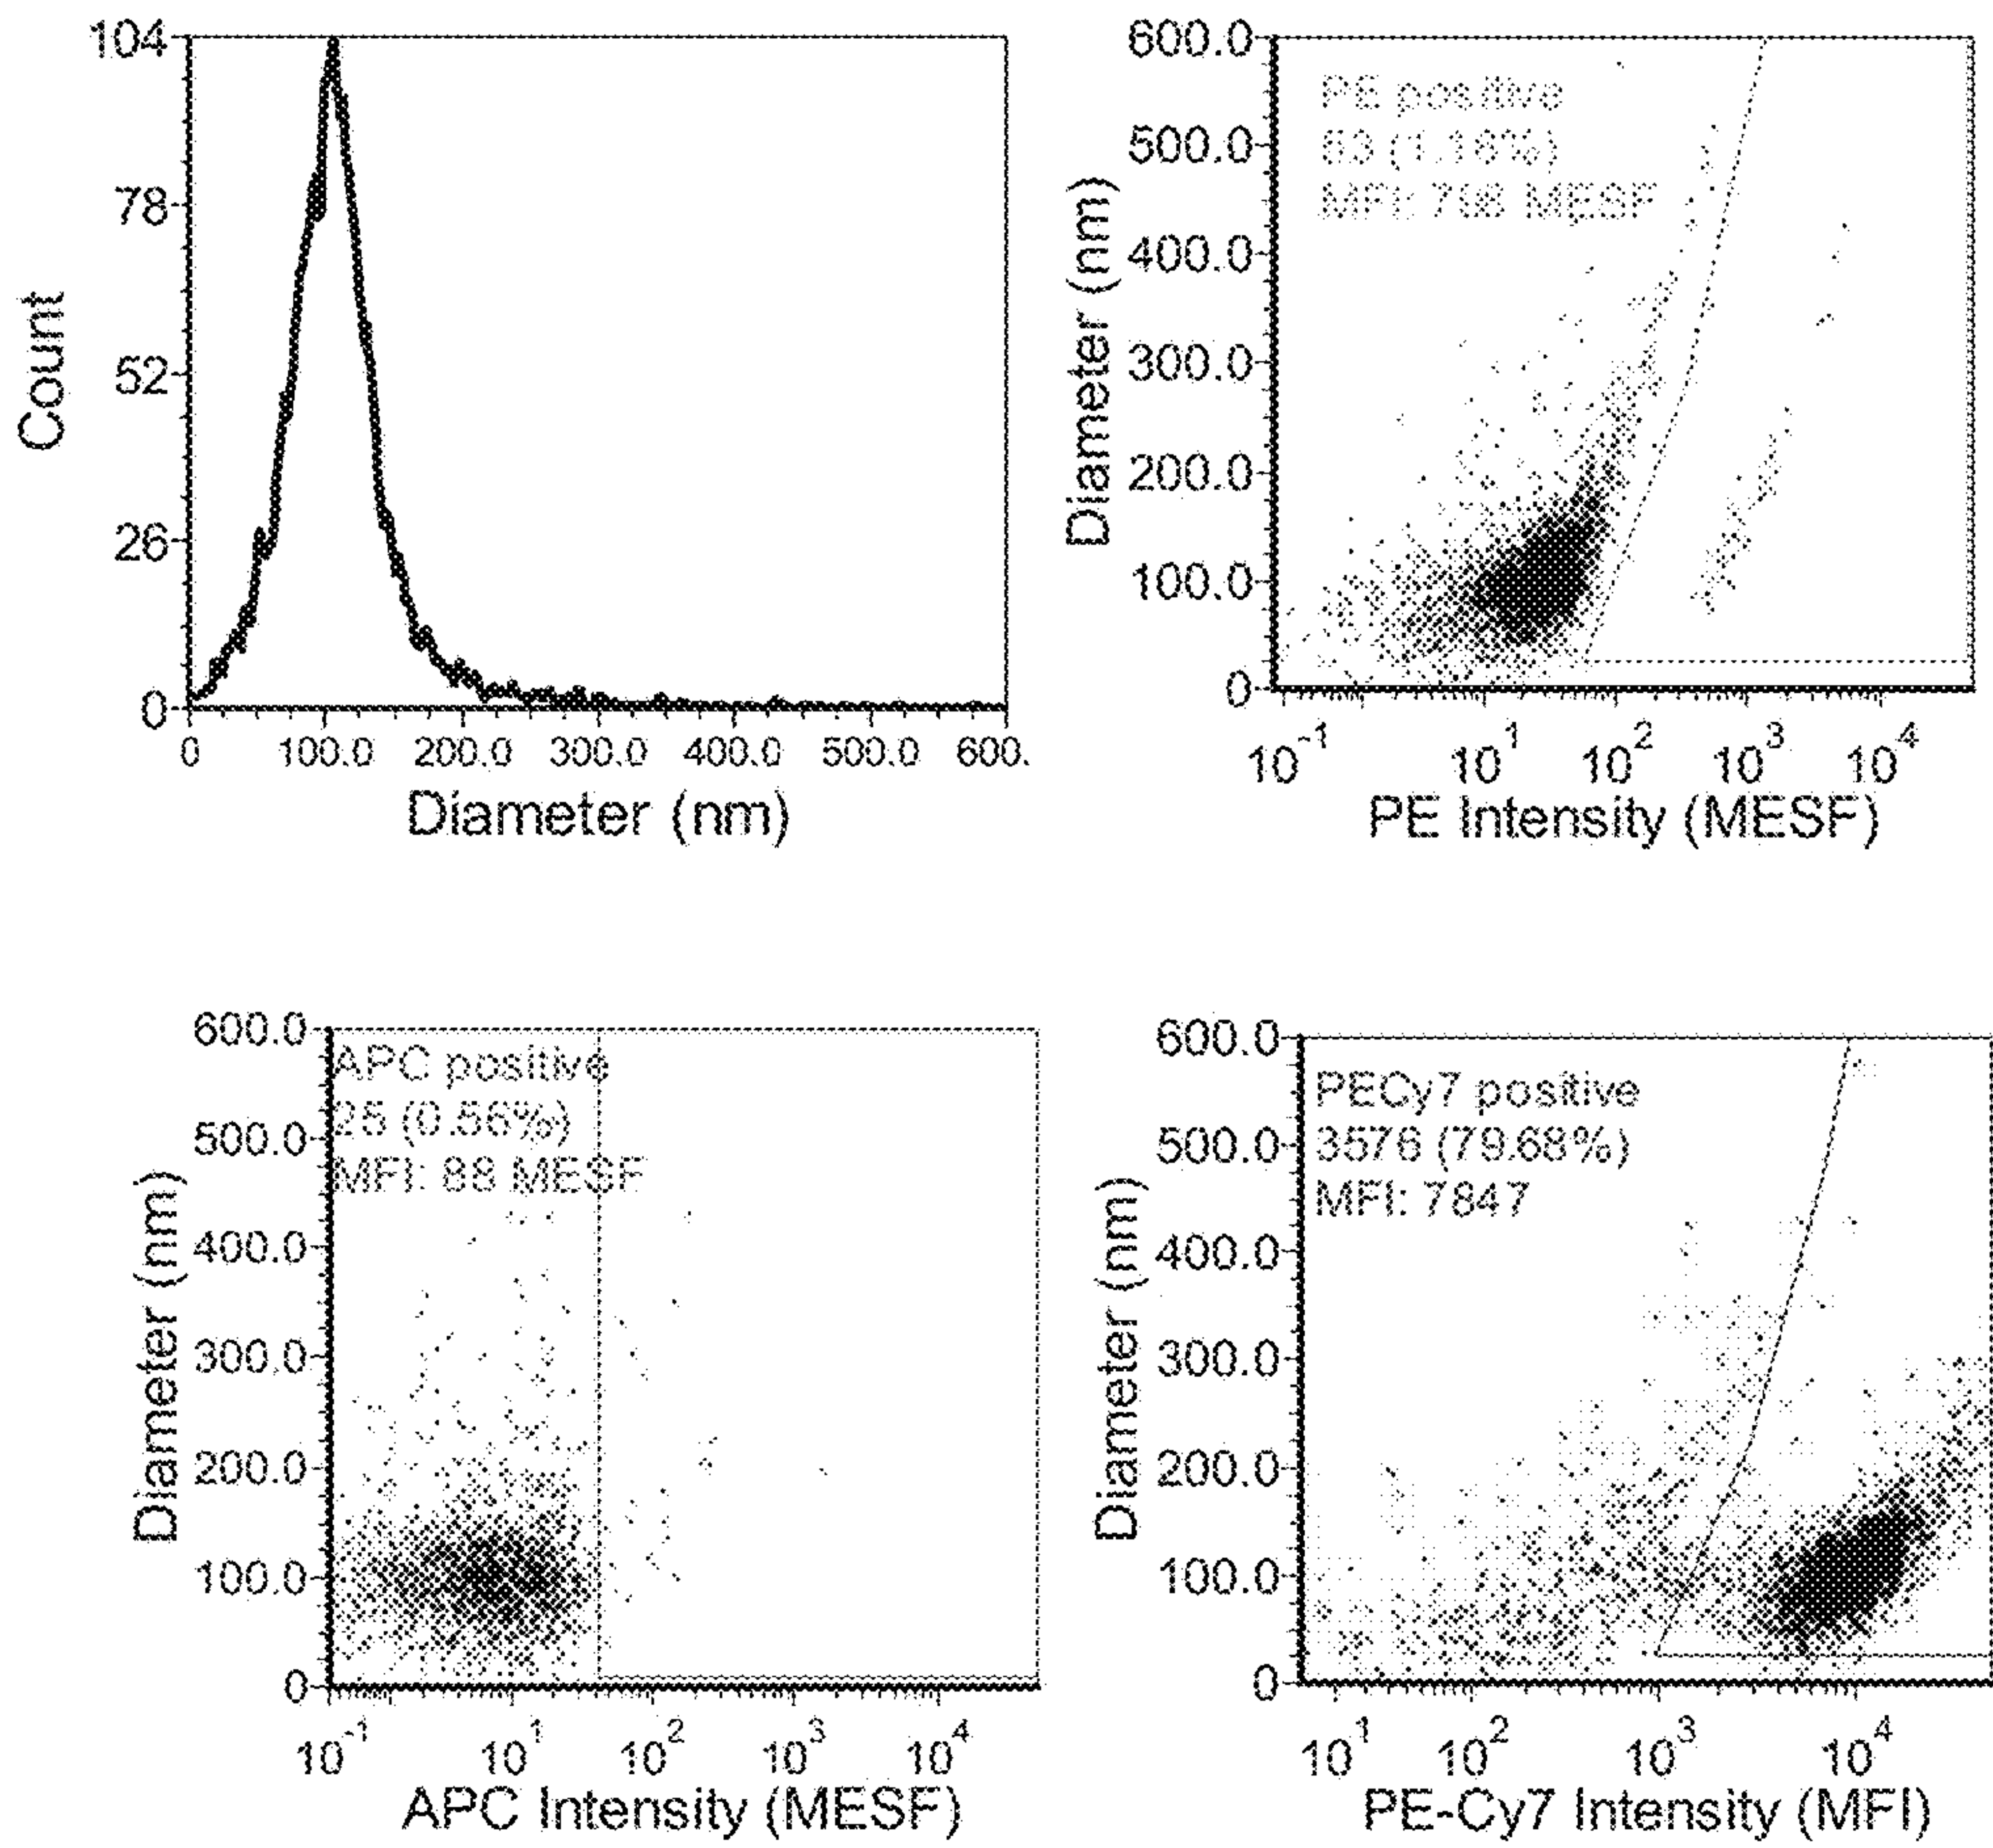 104
78
52
26
0
Count
0 100.0 200.0 300.0 400.0 500.0 600.
Diameter (nm)
600.0
500.0
400.0
300.0
200.0
100.0
0
Diameter (nm)
PE positive
53 (1.18%)
MFI: MESF
10-1 101 102 103 104
PE Intensity (MESF)
600.0
500.0
400.0
300.0
200.0
100.0
0
Diameter (nm)
APC positive
25 (0.56%)
MFI: 88 MESF
10-1 101 102 103 104
APC Intensity (MESF)
600.0
500.0
400.0
300.0
200.0
100.0
0
Diameter (nm)
PECy7 positive
3576 (79.68%)
MFI: 7847
101 102 103 104
PE-Cy7 Intensity (MFI)